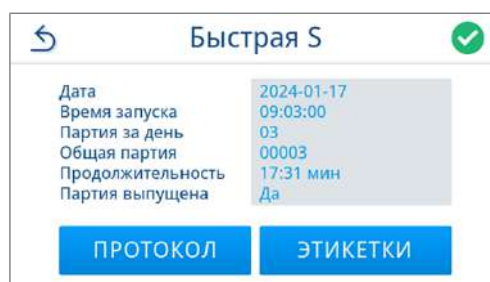 Быстрая S
Дата 2024-01-17
Время запуска 09:03:00
Партия за день 03
Общая партия 00003
Продолжительность 17:31 мин
Партия выпущена Да
ПРОТОКОЛ ЭТИКЕТКИ